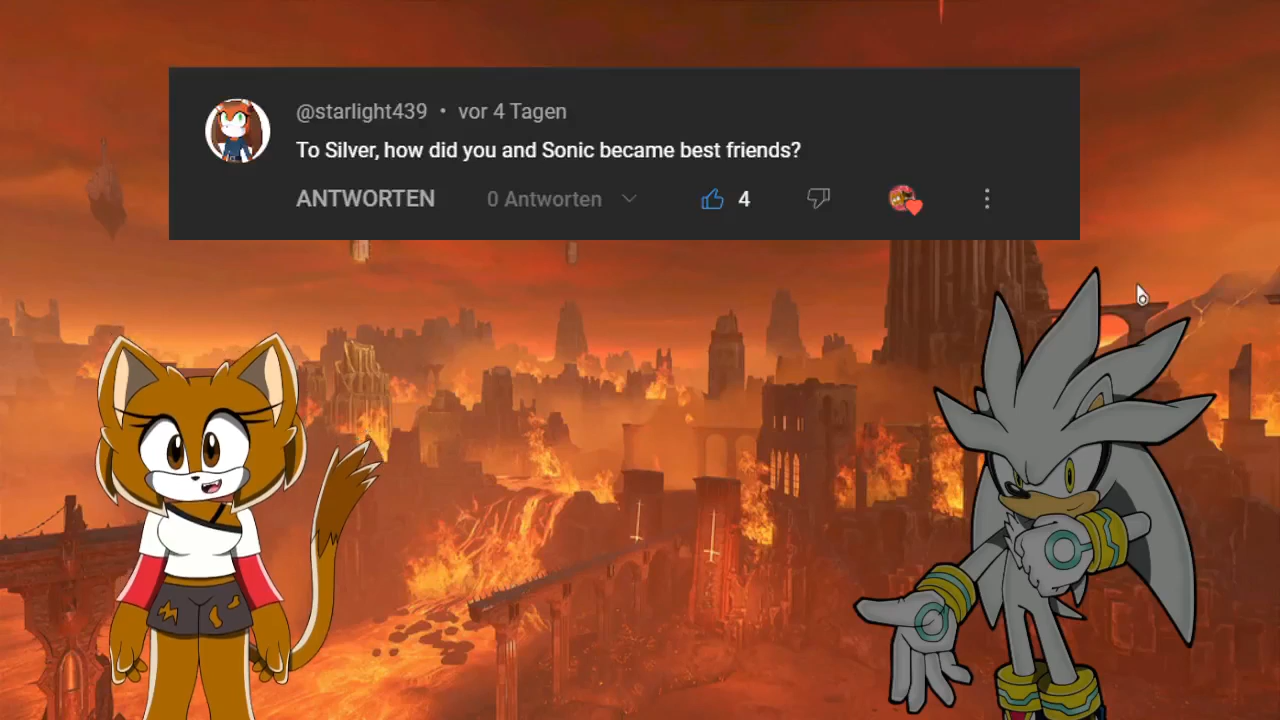 @starlight439 • vor 4 Tagen
To Silver, how did you and Sonic became best friends?
ANTWORTEN 0 Antworten 4